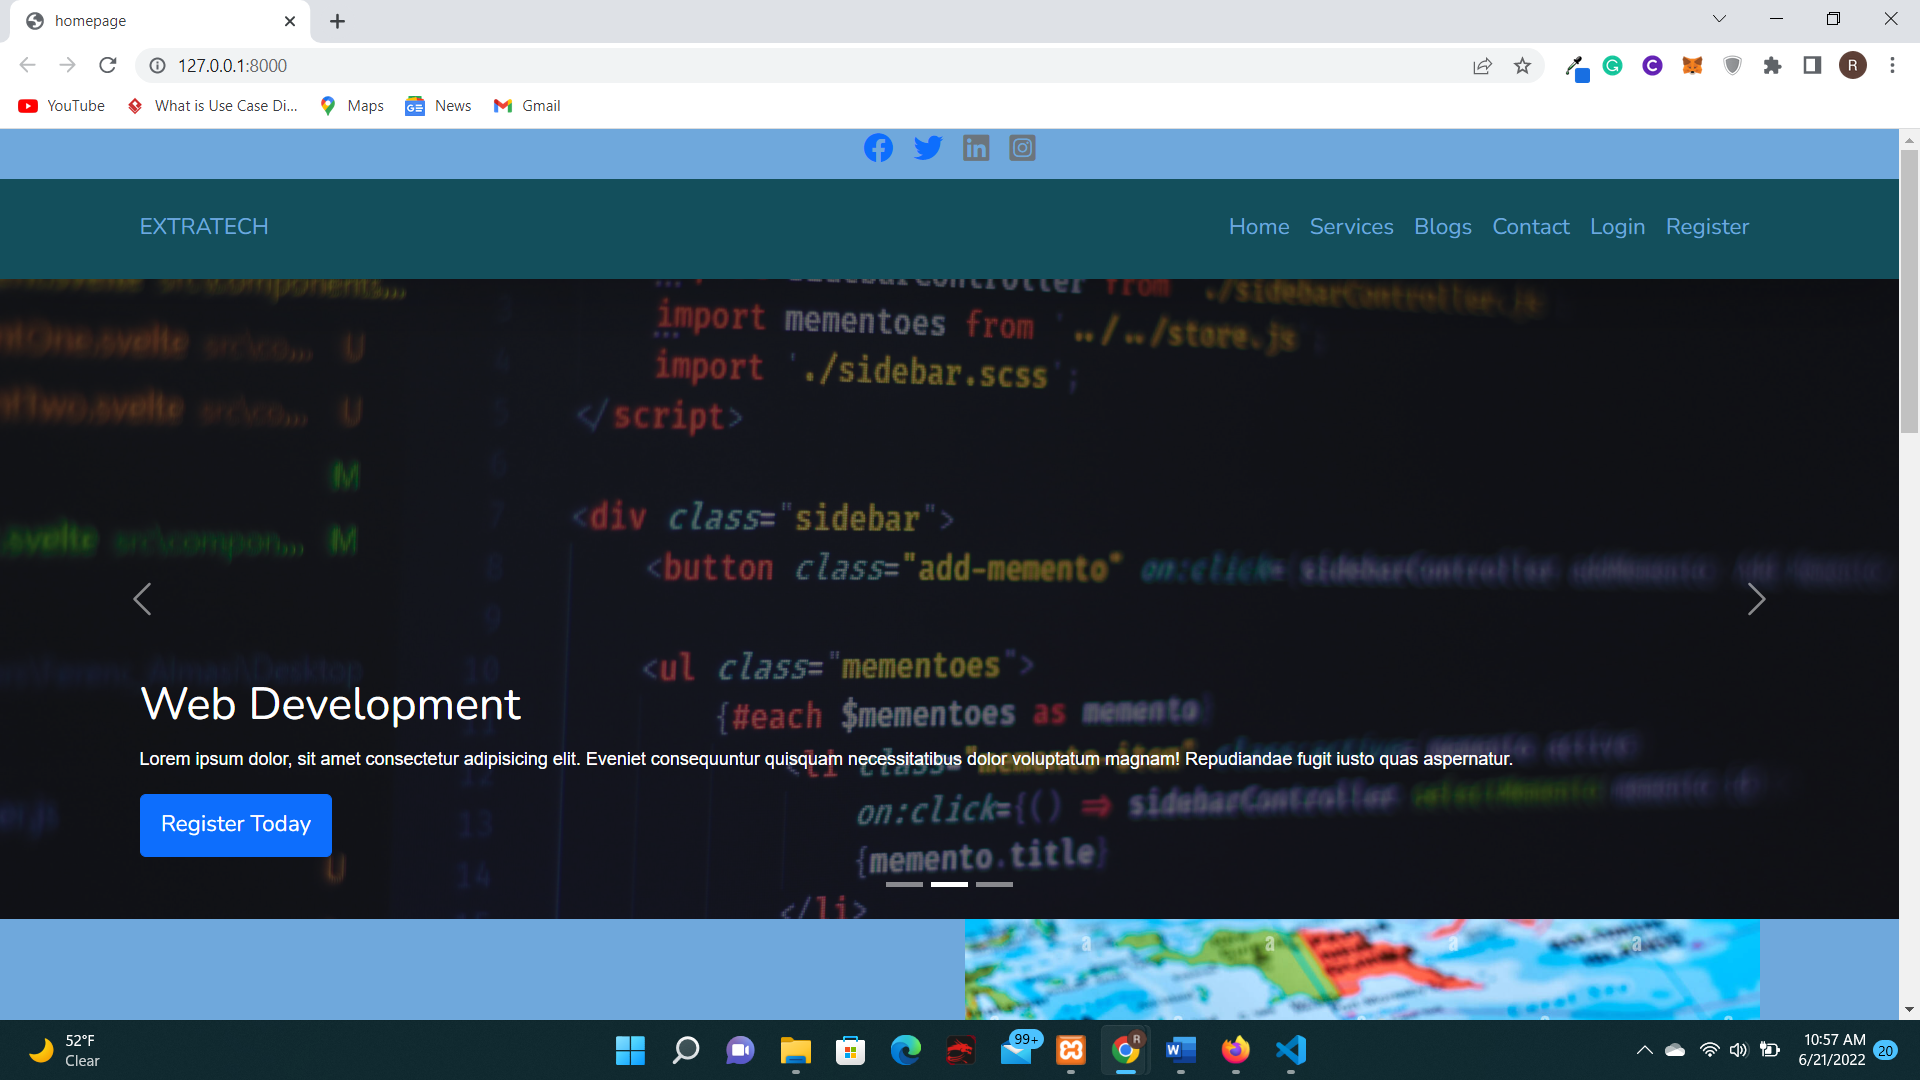 homepage
127.0.0.1:8000
YouTube What is Use Case Di... Maps News Gmail
EXTRATECH Home Services Blogs Contact Login Register
import mementoes from '../../store.js';
import './sidebar.scss';
</script>
<div class="sidebar">
<button class="add-memento" on:click=
<ul class="mementoes">
{#each $mementoes as memento}
Web Development
Lorem ipsum dolor, sit amet consectetur adipisicing elit. Eveniet consequuntur quisquam necessitatibus dolor voluptatum magnam! Repudiandae fugit iusto quas aspernatur.
on:click={() =>
Register Today
{memento.title}
</li>
52°F
Clear
99+
10:57 AM
6/21/2022
20